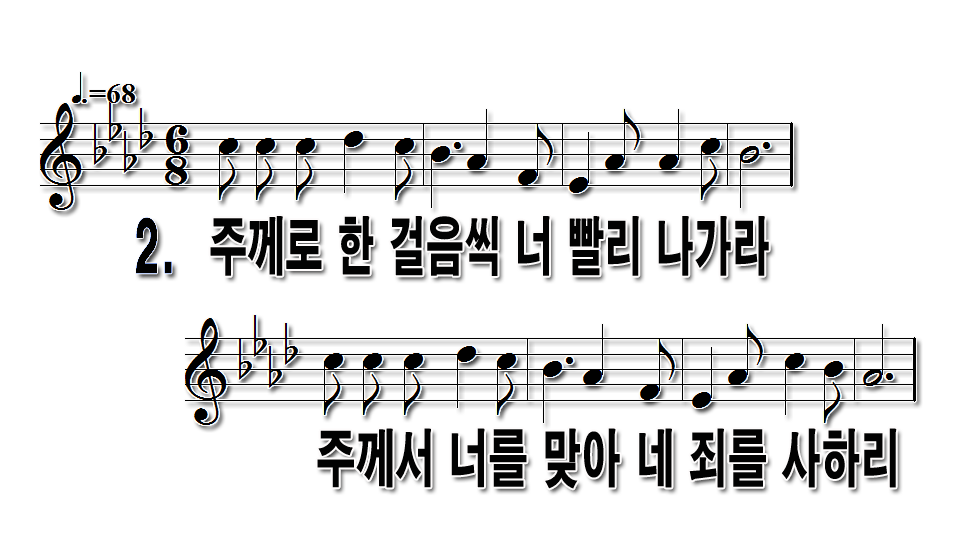 ♩.=68
2. 주께로 한 걸음씩 너 빨리 나가라
주께서 너를 맞아 네 죄를 사하리